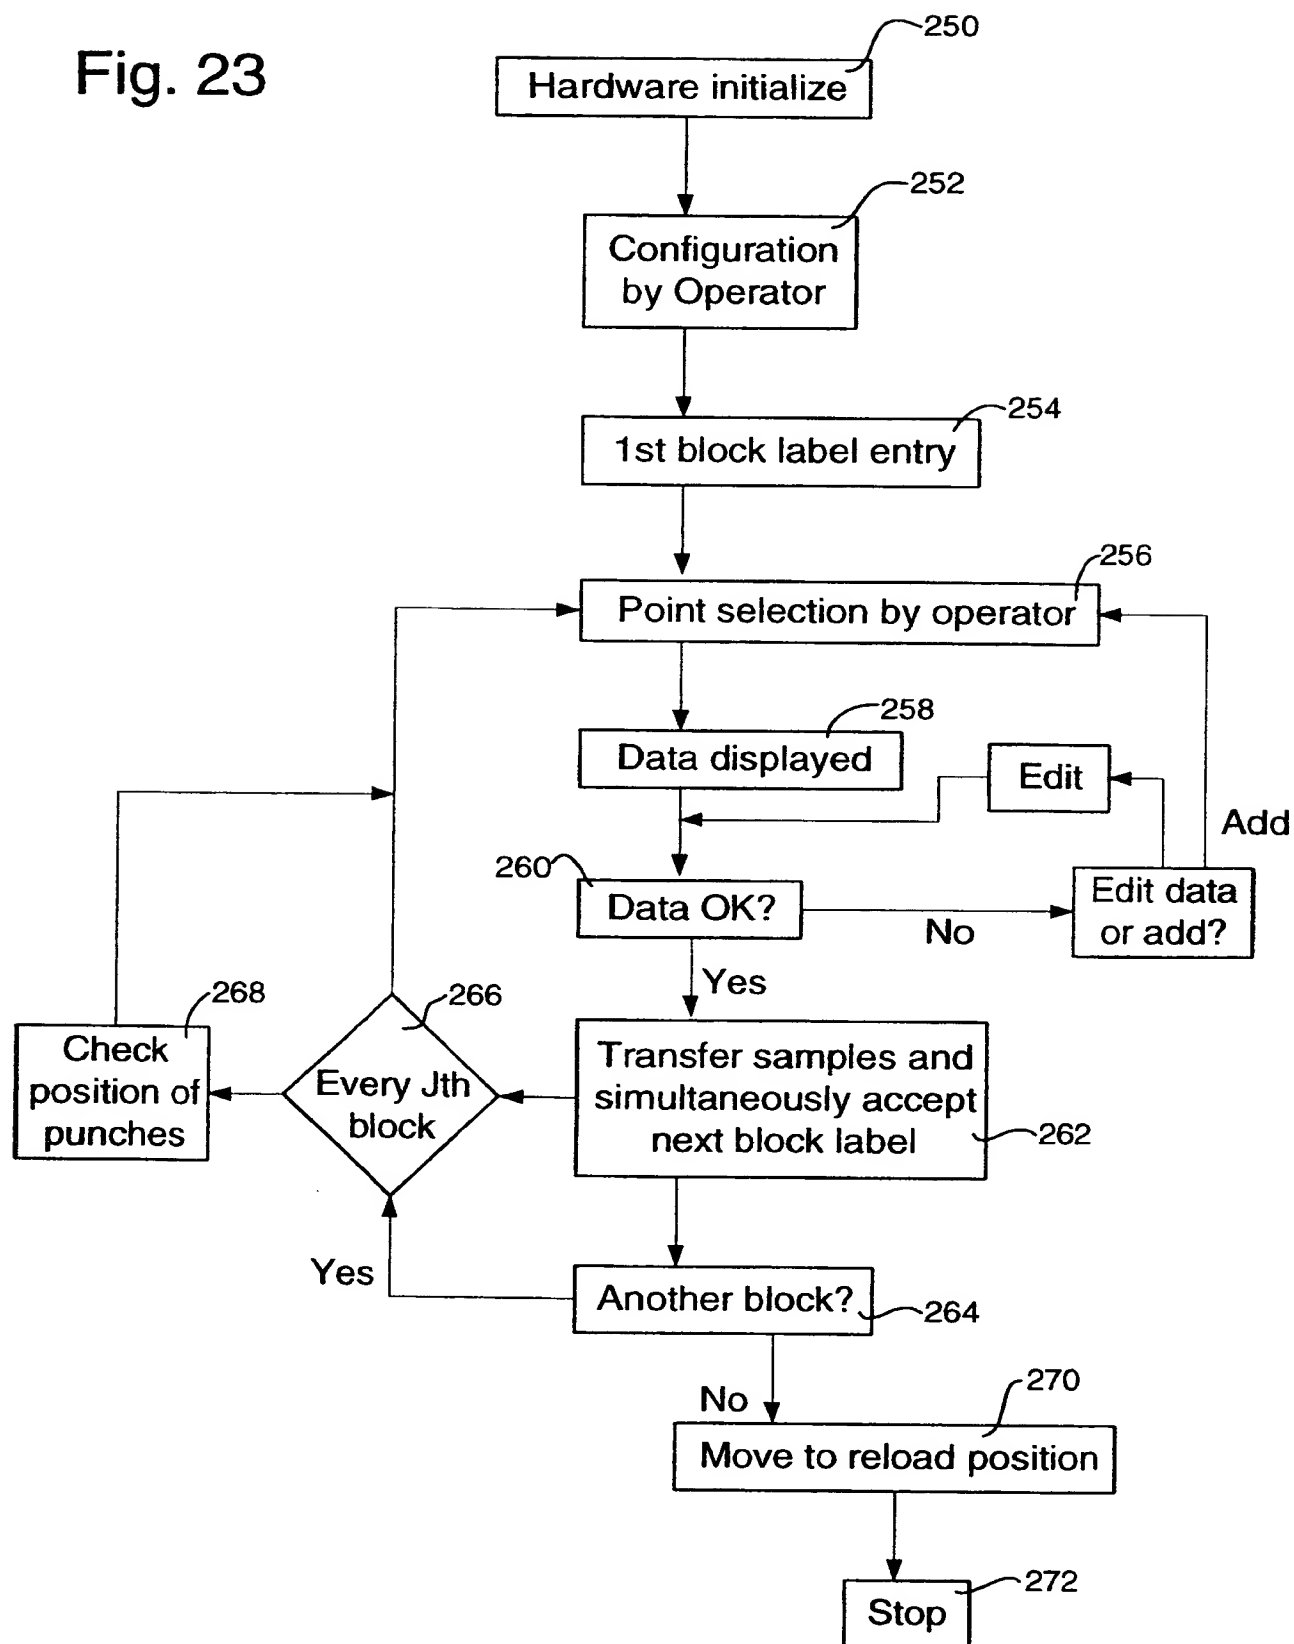 Fig. 23
250
Hardware initialize
252
Configuration
by Operator
254
1st block label entry
256
Point selection by operator
258
Data displayed
Edit
Add
260
Data OK?
No
Edit data
or add?
Yes
268
266
Check
position of
punches
Every Jth
block
Transfer samples and
simultaneously accept
next block label
262
Yes
Another block?
264
No
270
Move to reload position
272
Stop